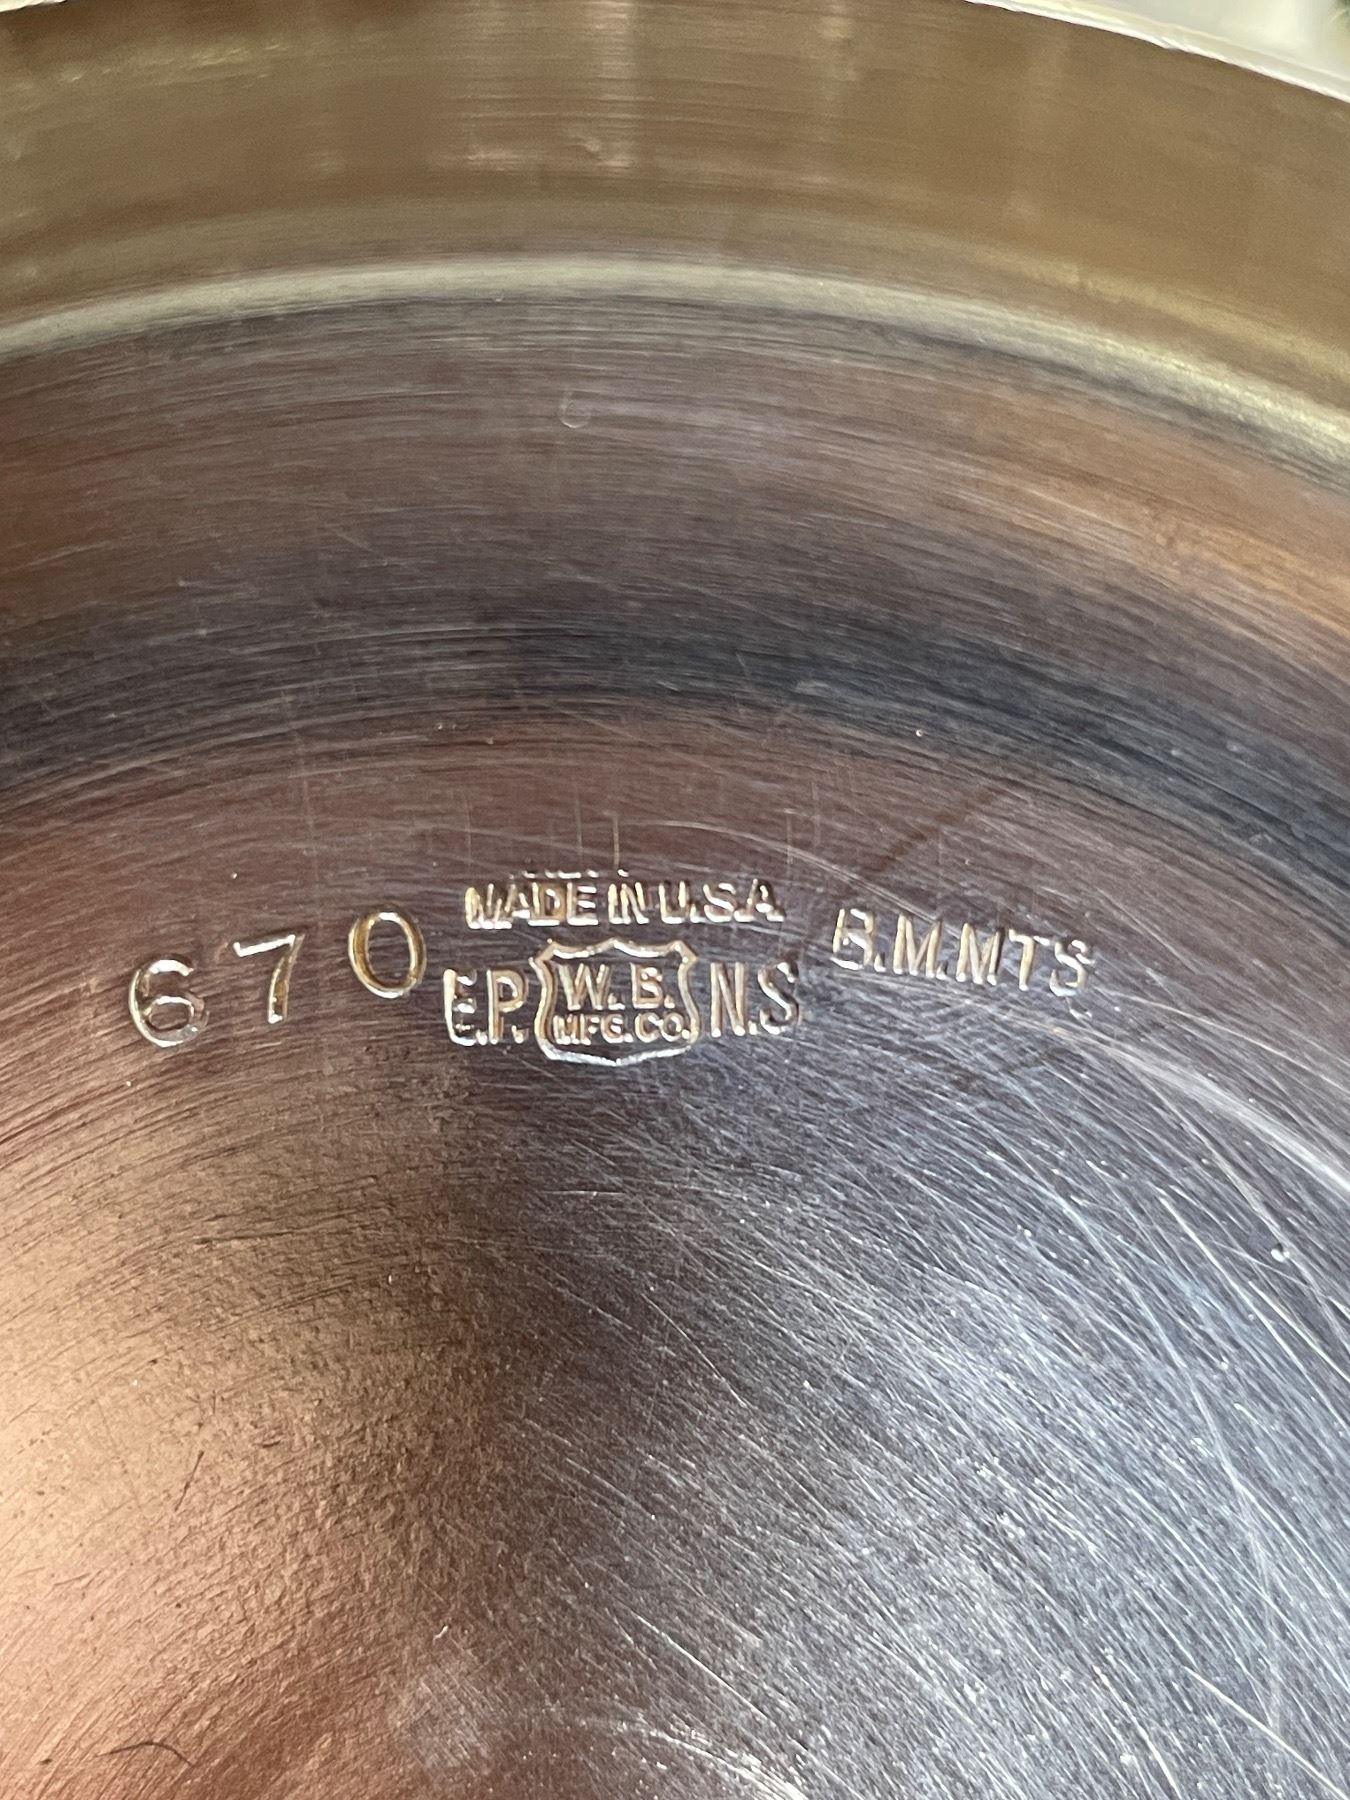 MADE IN U.S.A
670 E.P. W.B. N.S B.M.MTS
MFG.CO.